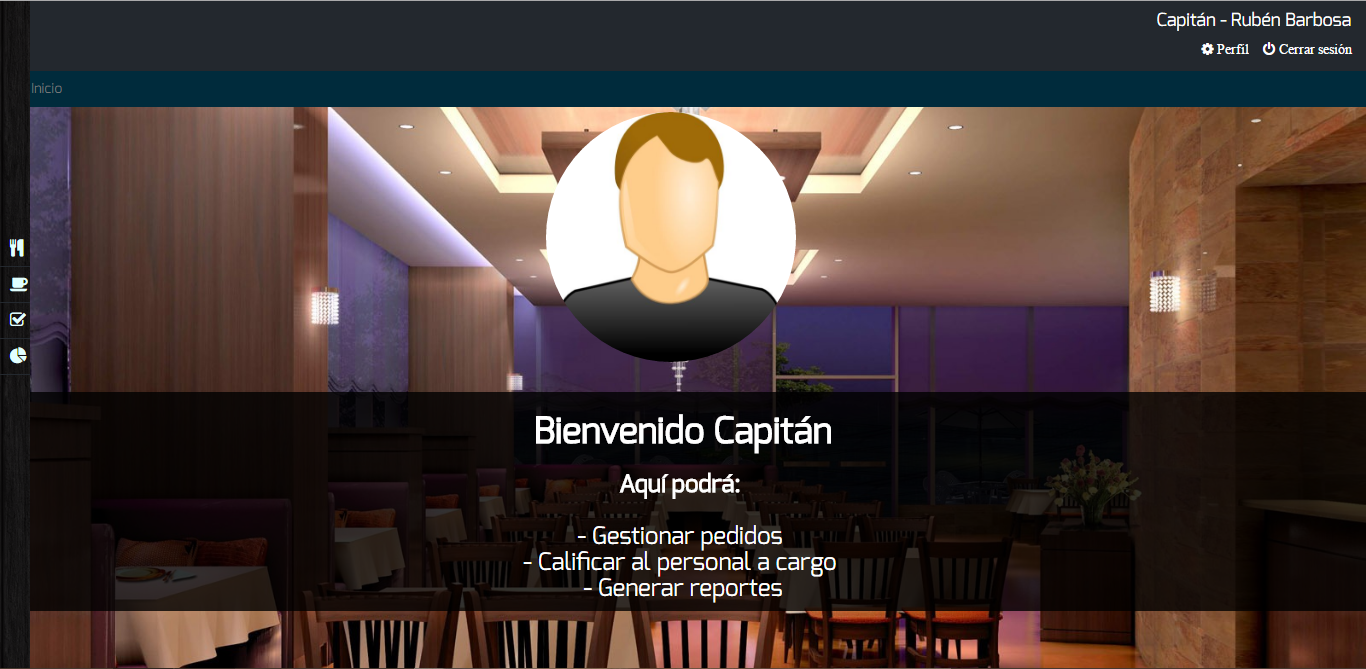 Capitán - Rubén Barbosa
Perfil Cerrar sesión
Inicio
Bienvenido Capitán
Aquí podrá:
- Gestionar pedidos
- Calificar al personal a cargo
- Generar reportes